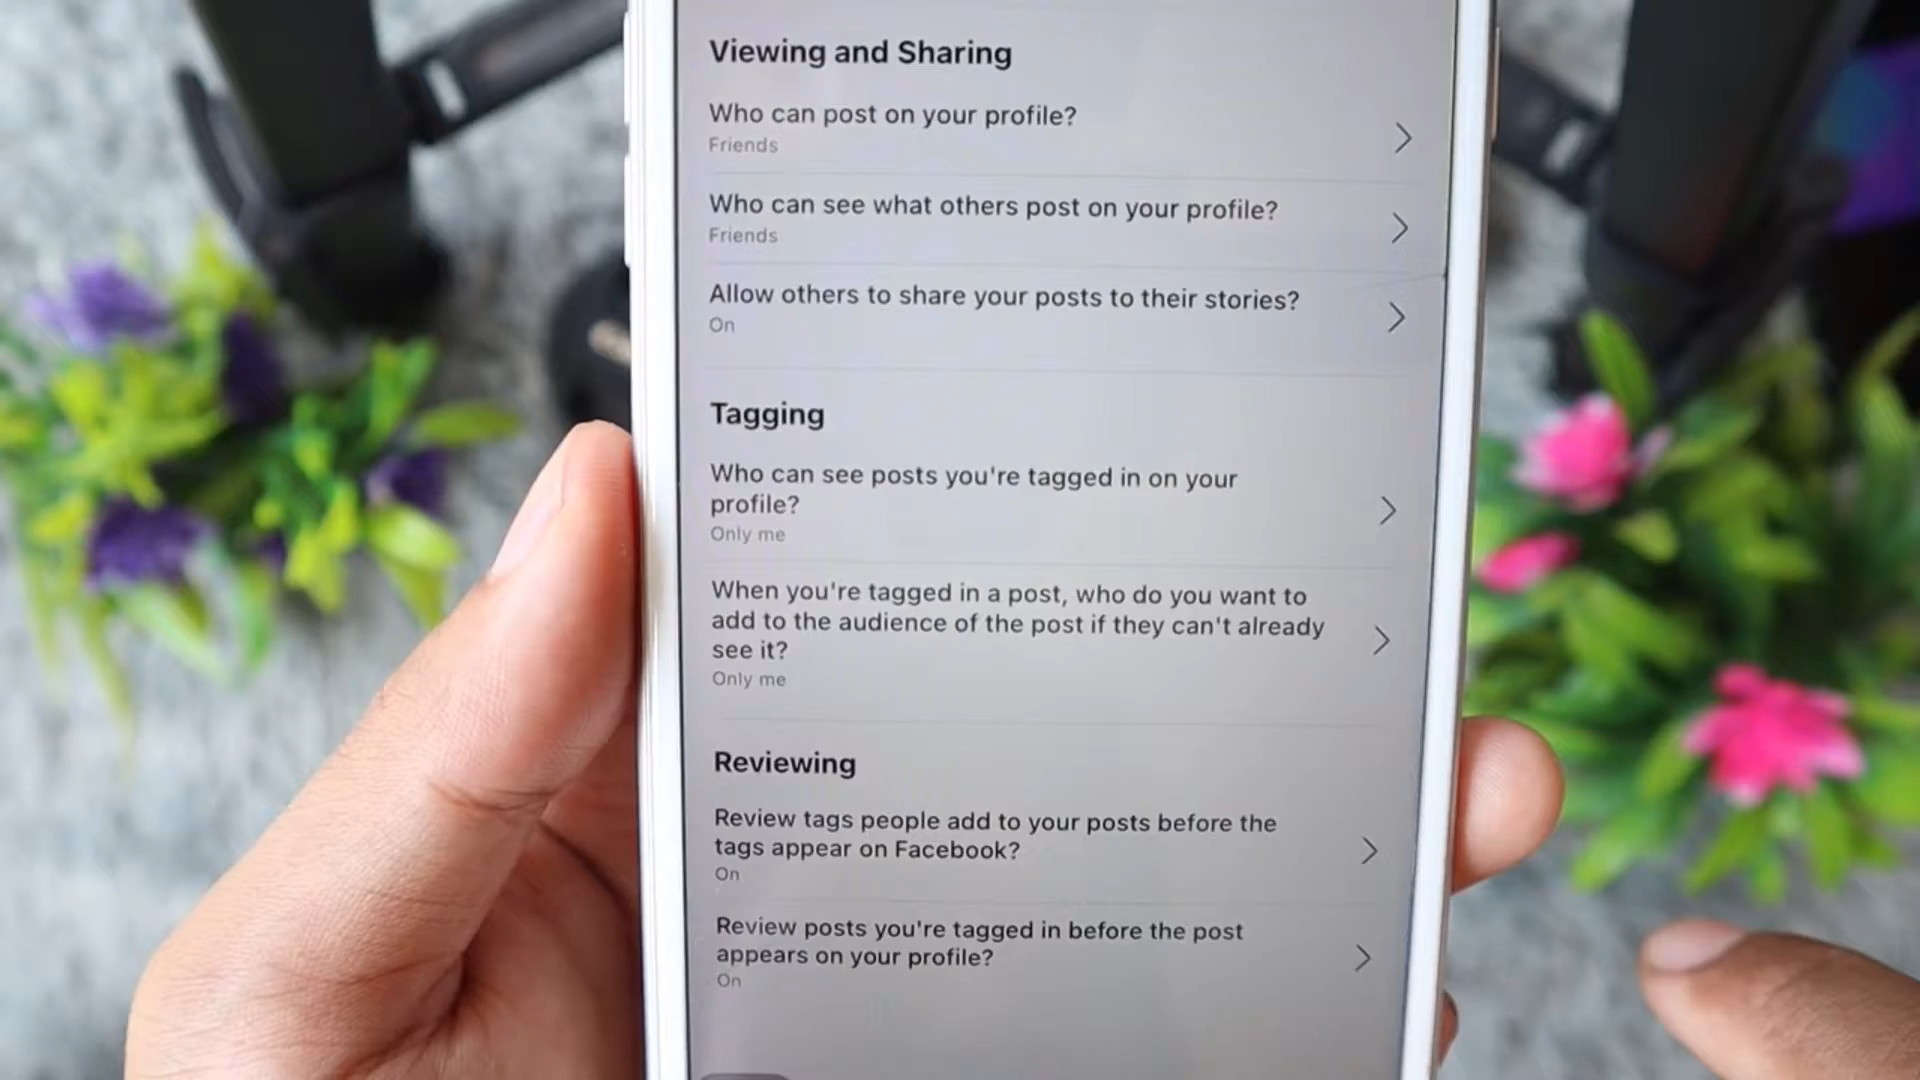 Viewing and Sharing
Who can post on your profile?
Friends
Who can see what others post on your profile?
Friends
Allow others to share your posts to their stories?
On
Tagging
Who can see posts you're tagged in on your
profile?
Only me
When you're tagged in a post, who do you want to
add to the audience of the post if they can't already
see it?
Only me
Reviewing
Review tags people add to your posts before the
tags appear on Facebook?
On
Review posts you're tagged in before the post
appears on your profile?
On